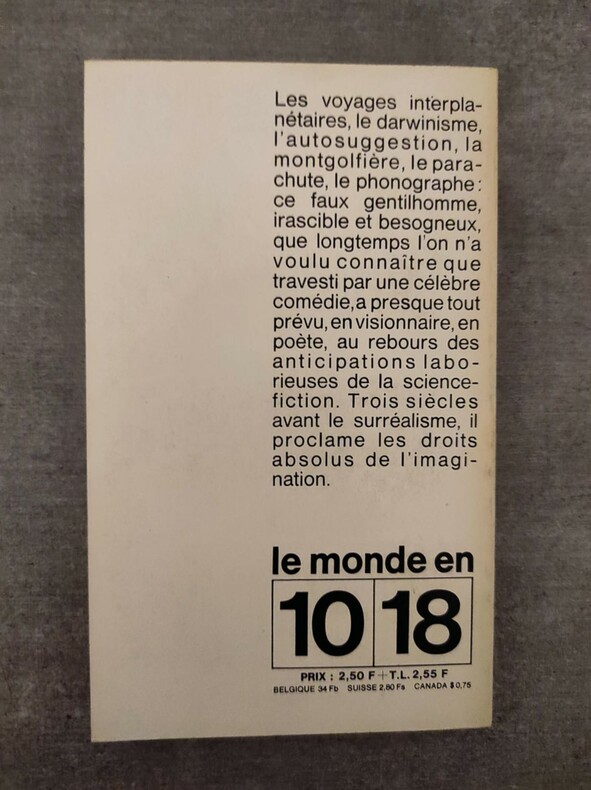 Les voyages interpla-
nétaires, le darwinisme,
l'autosuggestion, la
montgolfière, le para-
chute, le phonographe :
ce faux gentilhomme,
irascible et besogneux,
que longtemps l'on n'a
voulu connaître que
travesti par une célèbre
comédie, a presque tout
prévu, en visionnaire, en
poète, au rebours des
anticipations labo-
rieuses de la science-
fiction. Trois siècles
avant le surréalisme, il
proclame les droits
absolus de l'imagi-
nation.
le monde en
10 18
PRIX : 2,50 F + T.L. 2,55 F
BELGIQUE 34 Fb SUISSE 2.80 Fs CANADA $ 0,75